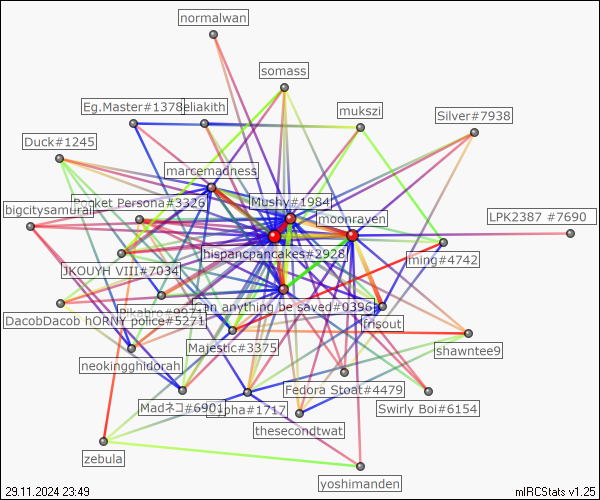 normalwan
somass
Eg.Master#1378
eliakith
mukszi
Silver#7938
Duck#1245
marcemadness
Pocket Persona#3326
Mushy#1984
bigcitysamurai
moonraven
LPK2387 #7690
hispancpancakes#2928
JKOUYH VIII#7034
ming#4742
Can anything be saved#0396
DacobDacob hORNY police#5271
frisout
Majestic#3375
shawntee9
neokingghidorah
Fedora Stoat#4479
Madネコ#6901
#1717
Swirly Boi#6154
thesecondtwat
zebula
yoshimanden
29.11.2024 23:49
mIRCStats v1.25